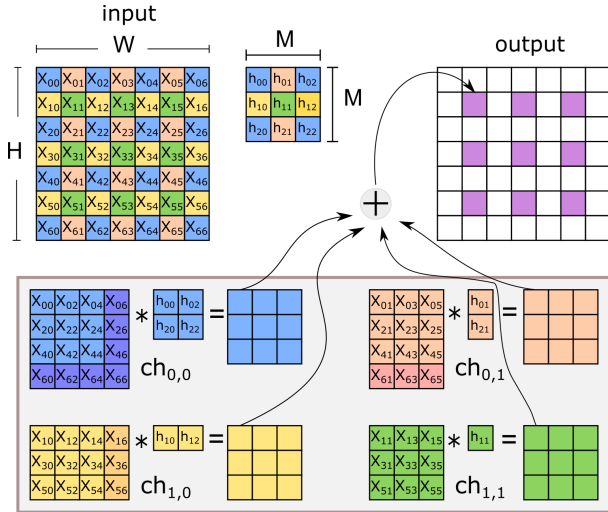 input
W
M
output
X00 X01 X02 X03 X04 X05 X06
h00 h01 h02
X10 X11 X12 X13 X14 X15 X16
h10 h11 h12
M
X20 X21 X22 X23 X24 X25 X26
h20 h21 h22
H
X30 X31 X32 X33 X34 X35 X36
X40 X41 X42 X43 X44 X45 X46
X50 X51 X52 X53 X54 X55 X56
X60 X61 X62 X63 X64 X65 X66
+
X00 X02 X04 X06
X20 X22 X24 X26
X40 X42 X44 X46
X60 X62 X64 X66
*
h00 h02
h20 h22
=
ch0,0
X01 X03 X05
X21 X23 X25
X41 X43 X45
X61 X63 X65
*
h01
h21
=
ch0,1
X10 X12 X14 X16
X30 X32 X34 X36
X50 X52 X54 X56
*
h10 h12
=
ch1,0
X11 X13 X15
X31 X33 X35
X51 X53 X55
*
h11
=
ch1,1